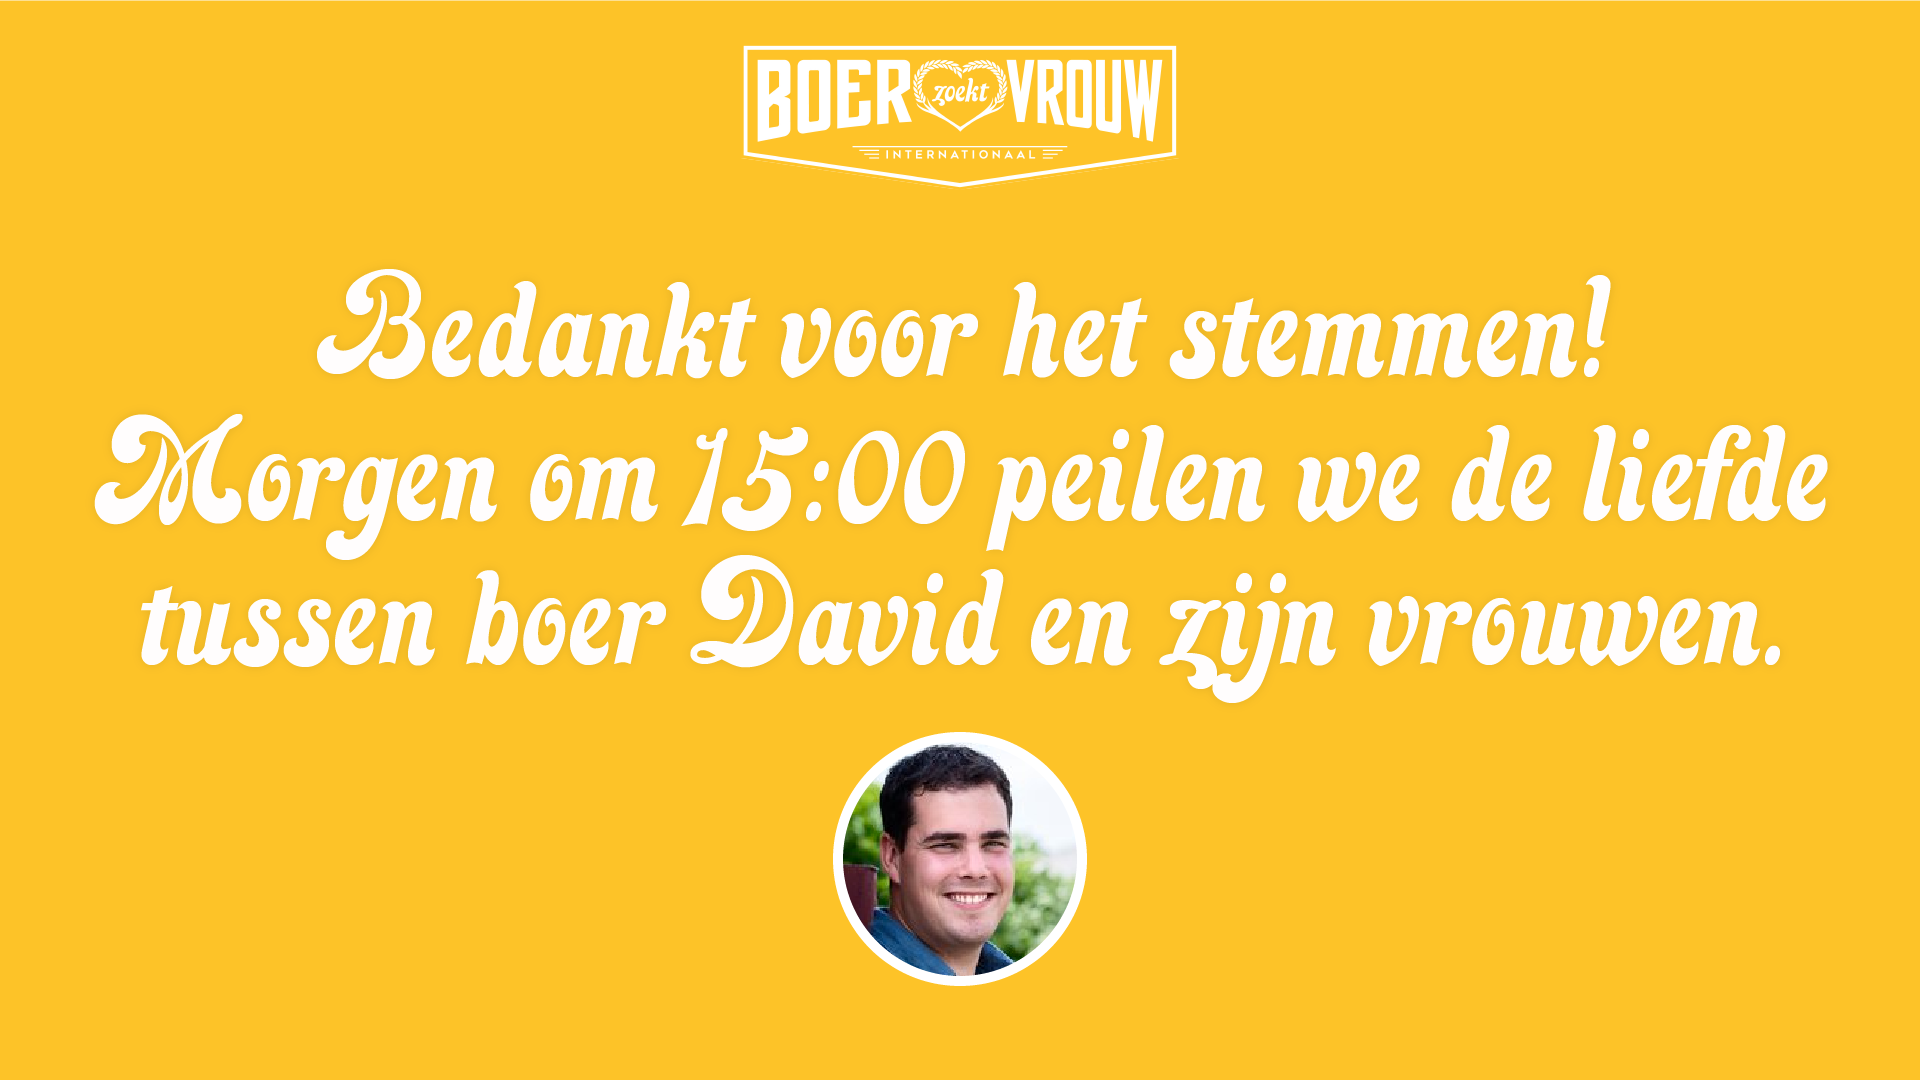 BOER zoekt VROUW
INTERNATIONAAL
Bedankt voor het stemmen!
Morgen om 15:00 peilen we de liefde
tussen boer David en zijn vrouwen.